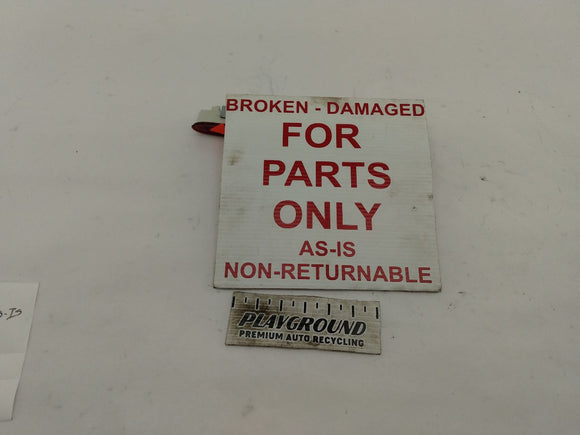 BROKEN - DAMAGED
FOR
PARTS
ONLY
AS-IS
NON-RETURNABLE
PLAYGROUND
PREMIUM AUTO RECYCLING